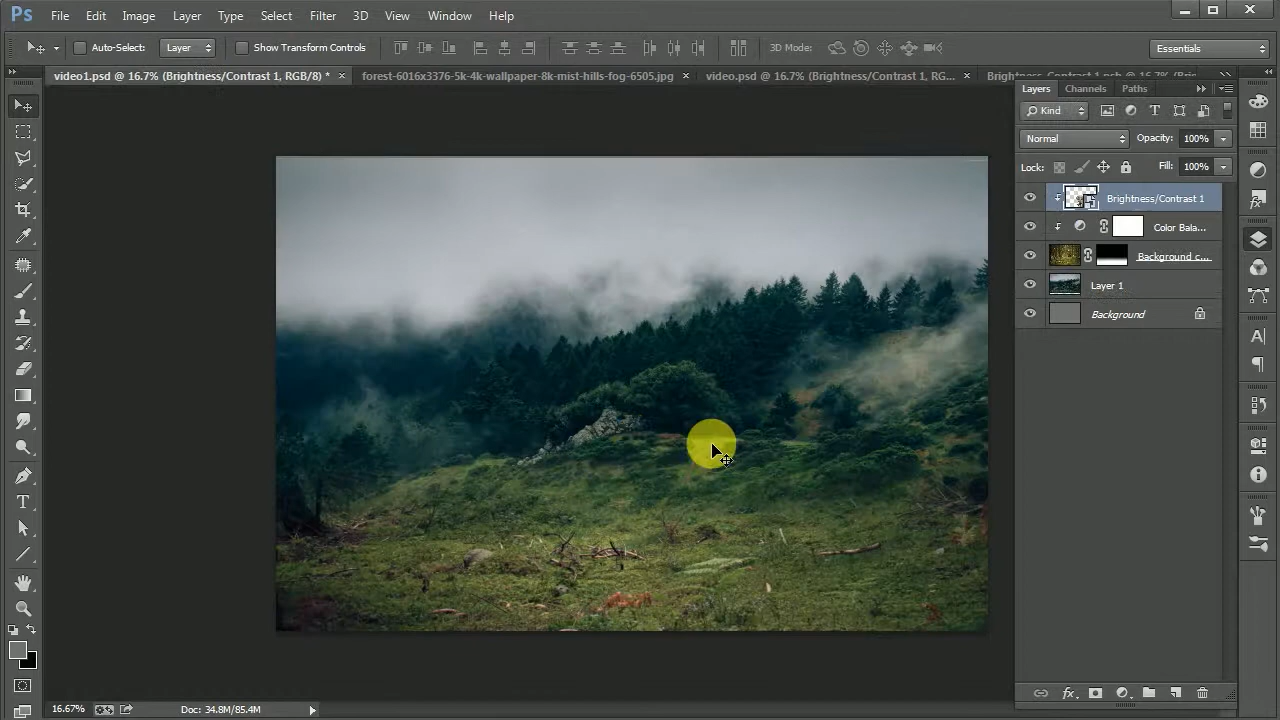 Ps File Edit Image Layer Type Select Filter 3D View Window Help
Auto-Select: Layer Show Transform Controls 3D Mode: Essentials
video1.psd @ 16.7% (Brightness/Contrast 1, RGB/8) * × forest-6016x3376-5k-4k-wallpaper-8k-mist-hills-fog-6505.jpg × video.psd @ 16.7% (Brightness/Contrast 1, RG... × Brightness_Contrast 1.psb @ 16.7% (Bri...
Layers Channels Paths
Kind
Normal Opacity: 100%
Lock: Fill: 100%
Brightness/Contrast 1
Color Bala...
Background c...
Layer 1
Background
16.67% Doc: 34.8M/85.4M